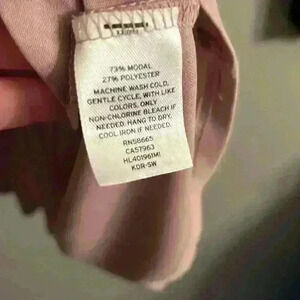 73% MODAL
27% POLYESTER
MACHINE WASH COLD,
GENTLE CYCLE, WITH LIKE
COLORS, ONLY
NON-CHLORINE BLEACH IF
NEEDED. HANG TO DRY.
COOL IRON IF NEEDED.
RN58665
CA57963
HL401961MI
KDR-SW